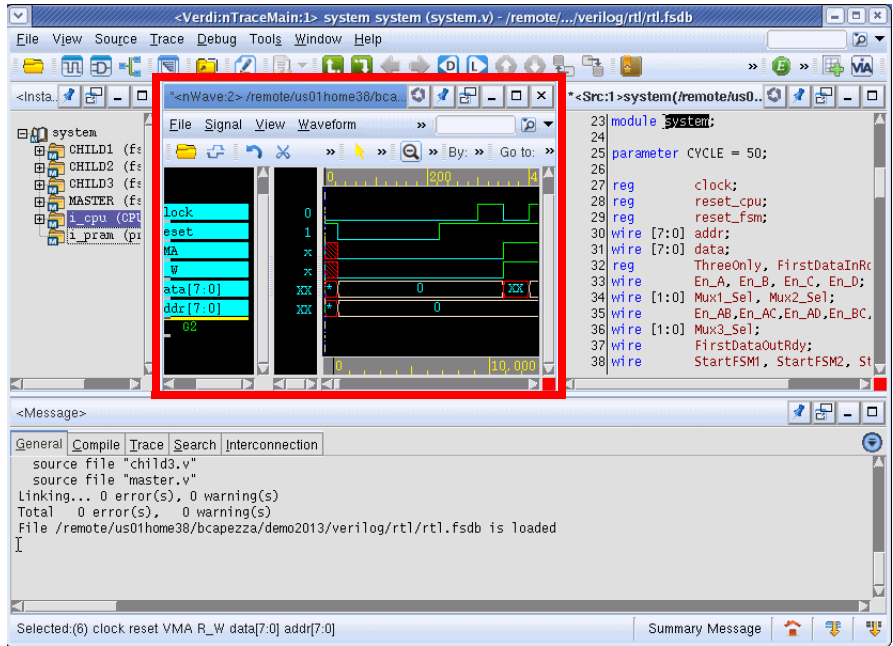 <Verdi:nTraceMain:1> system system (system.v) - /remote/.../verilog/rtl/rtl.fsdb
File View Source Trace Debug Tools Window Help
» »
<Insta..
*<nWave:2> /remote/us01home38/bca...
*<Src:1>system(/remote/us0..
File Signal View Waveform »
» » » By: » Go to: »
system
CHILD1 (fs
CHILD2 (fs
CHILD3 (fs
MASTER (fs
i_cpu (CPU
i_pram (pr
0 200 4
lock 0
eset 1
MA x
_W x
ata[7:0] XX * 0 XX
ddr[7:0] XX * 0
G2
0 10,000
23 module system;
24
25 parameter CYCLE = 50;
26
27 reg clock;
28 reg reset_cpu;
29 reg reset_fsm;
30 wire [7:0] addr;
31 wire [7:0] data;
32 reg ThreeOnly, FirstDataInRd
33 wire En_A, En_B, En_C, En_D;
34 wire [1:0] Mux1_Sel, Mux2_Sel;
35 wire En_AB,En_AC,En_AD,En_BC,
36 wire [1:0] Mux3_Sel;
37 wire FirstDataOutRdy;
38 wire StartFSM1, StartFSM2, St
<Message>
General Compile Trace Search Interconnection
source file "child3.v"
source file "master.v"
Linking... 0 error(s), 0 warning(s)
Total 0 error(s), 0 warning(s)
File /remote/us01home38/bcapezza/demo2013/verilog/rtl/rtl.fsdb is loaded
Selected:(6) clock reset VMA R_W data[7:0] addr[7:0]
Summary Message